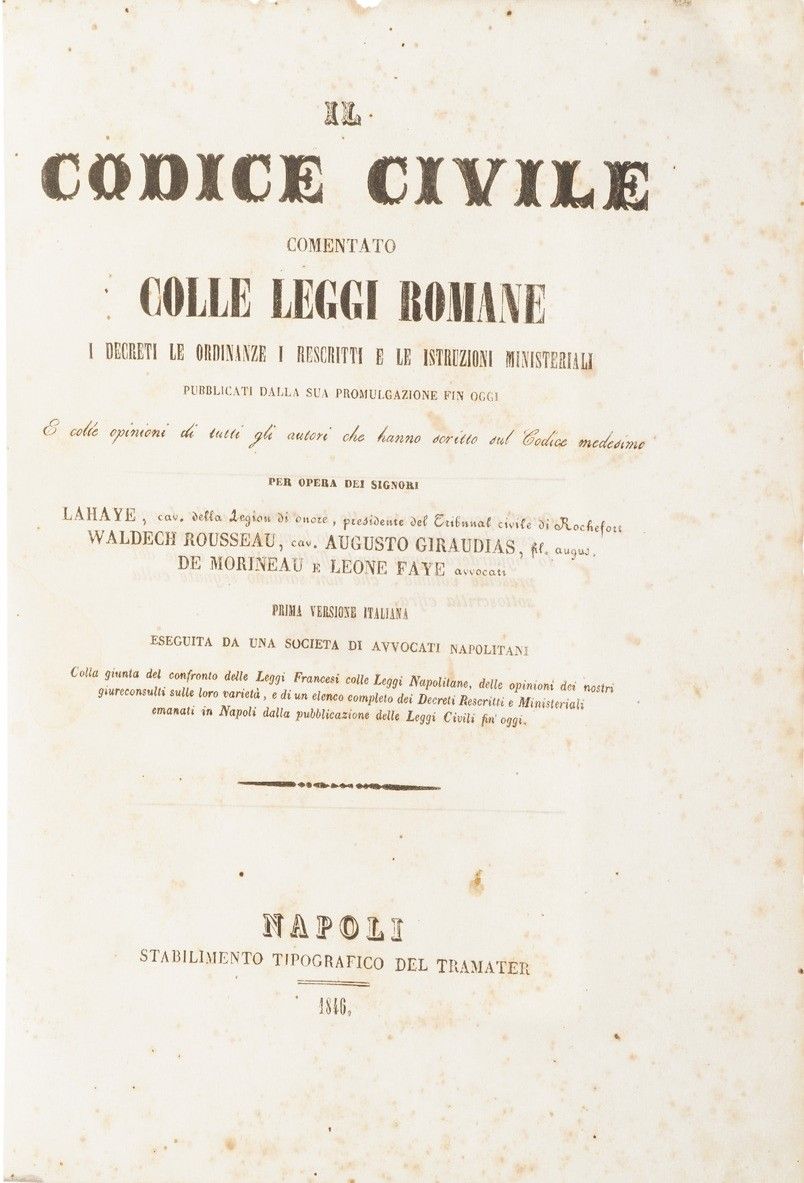 IL
CODICE CIVILE
COMENTATO
COLLE LEGGI ROMANE
I DECRETI LE ORDINANZE I RESCRITTI E LE ISTRUZIONI MINISTERIALI
PUBBLICATI DALLA SUA PROMULGAZIONE FIN OGGI
E colle opinioni di tutti gli autori che hanno scritto sul Codice medesimo
PER OPERA DEI SIGNORI
LAHAYE, cav. della Legion di onore, presidente del Tribunal civile di Rochefort
WALDECH ROUSSEAU, cav. AUGUSTO GIRAUDIAS, fil. augus.
DE MORINEAU E LEONE FAYE avvocati
PRIMA VERSIONE ITALIANA
ESEGUITA DA UNA SOCIETA DI AVVOCATI NAPOLITANI
Colla giunta del confronto delle Leggi Francesi colle Leggi Napolitane, delle opinioni dei nostri
giureconsulti sulle loro varietà, e di un elenco completo dei Decreti Rescritti e Ministeriali
emanati in Napoli dalla pubblicazione delle Leggi Civili fin' oggi.
NAPOLI
STABILIMENTO TIPOGRAFICO DEL TRAMATER
1846.